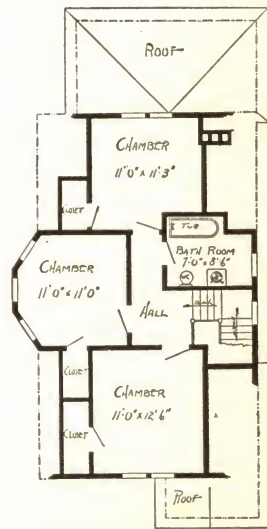 ROOF
CHAMBER
11'0" x 11'3"
CLOSET
TUB
BATH ROOM
7'0" x 8'6"
CHAMBER
11'0" x 11'0"
HALL
CLOSET
CHAMBER
11'0" x 12'6"
CLOSET
ROOF